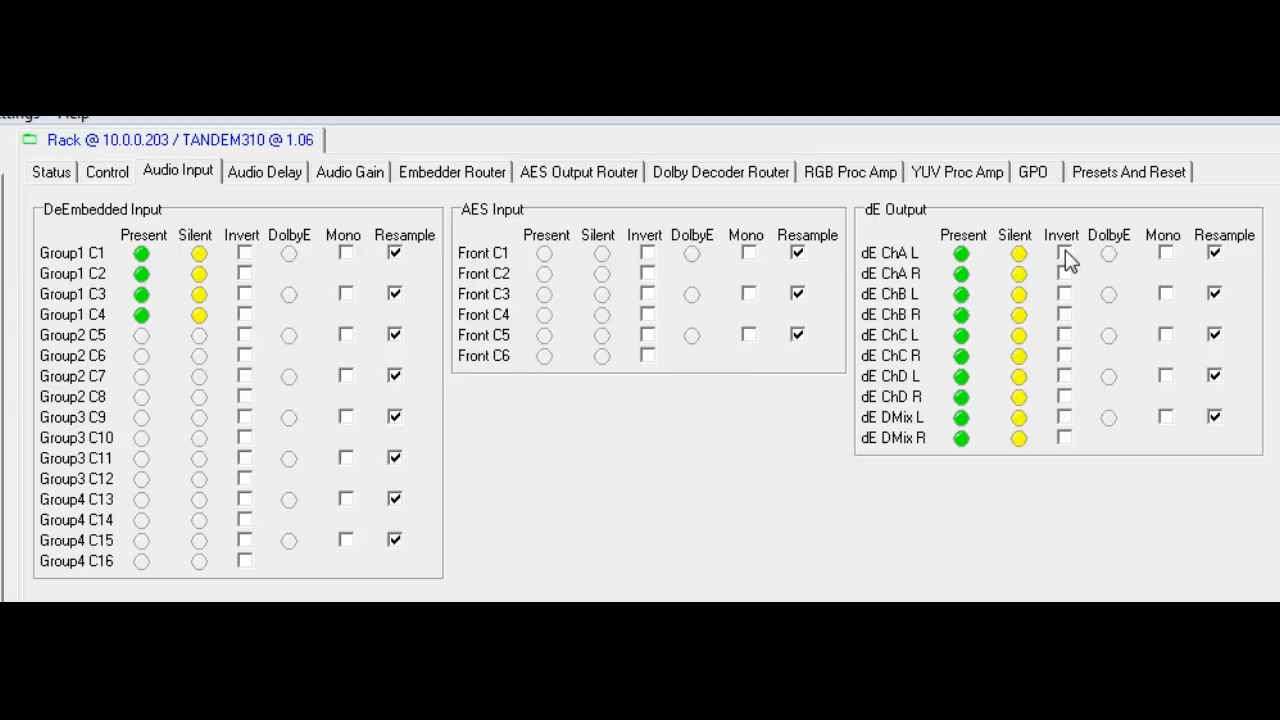 Help
Rack @ 10.0.0.203 / TANDEM310 @ 1.06
Status Control Audio Input Audio Delay Audio Gain Embedder Router AES Output Router Dolby Decoder Router RGB Proc Amp YUV Proc Amp GPO Presets And Reset
DeEmbedded Input
Present Silent Invert DolbyE Mono Resample
Group1 C1
Group1 C2
Group1 C3
Group1 C4
Group2 C5
Group2 C6
Group2 C7
Group2 C8
Group3 C9
Group3 C10
Group3 C11
Group3 C12
Group4 C13
Group4 C14
Group4 C15
Group4 C16
AES Input
Present Silent Invert DolbyE Mono Resample
Front C1
Front C2
Front C3
Front C4
Front C5
Front C6
dE Output
Present Silent Invert DolbyE Mono Resample
dE ChA L
dE ChA R
dE ChB L
dE ChB R
dE ChC L
dE ChC R
dE ChD L
dE ChD R
dE DMix L
dE DMix R